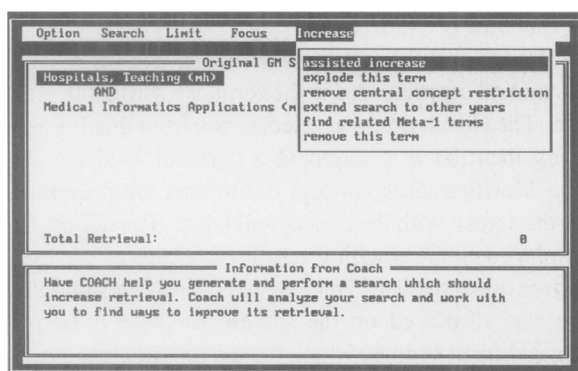 Option Search Limit Focus Increase
Original GM S
Hospitals, Teaching (mh)
AND
Medical Informatics Applications (m
assisted increase
explode this term
remove central concept restriction
extend search to other years
find related Meta-1 terms
remove this term
Total Retrieval: 0
Information from Coach
Have COACH help you generate and perform a search which should
increase retrieval. Coach will analyze your search and work with
you to find ways to improve its retrieval.